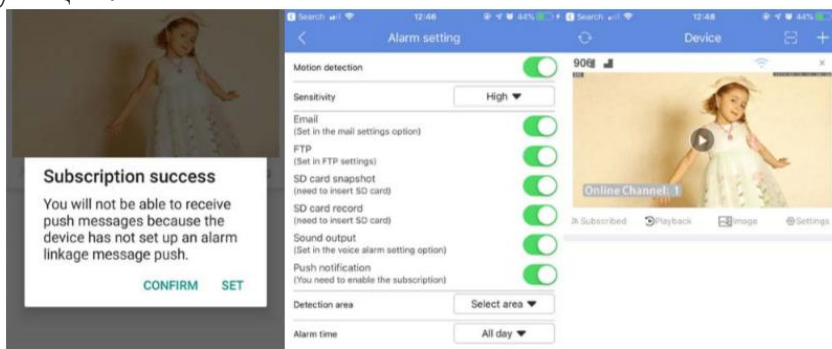 Subscription success
You will not be able to receive
push messages because the
device has not set up an alarm
linkage message push.
CONFIRM SET
Search 12:46 44%
Alarm setting
Motion detection
Sensitivity High
Email
(Set in the mail settings option)
FTP
(Set in FTP settings)
SD card snapshot
(need to insert SD card)
SD card record
(need to insert SD card)
Sound output
(Set in the voice alarm setting option)
Push notification
(You need to enable the subscription)
Detection area Select area
Alarm time All day
Search 12:48 44%
Device
Online Channel: 1
Subscribed Playback Image Settings